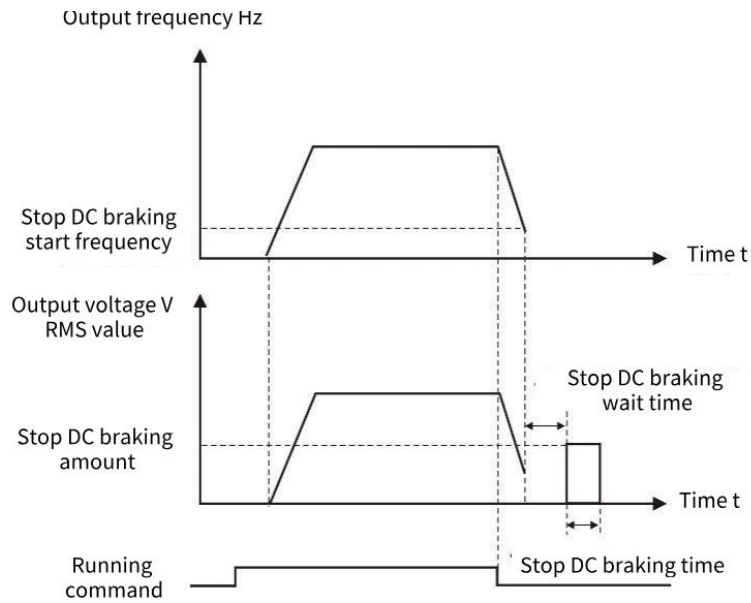 Output frequency Hz
Stop DC braking
start frequency
Time t
Output voltage V
RMS value
Stop DC braking
wait time
Stop DC braking
amount
Time t
Running
command
Stop DC braking time